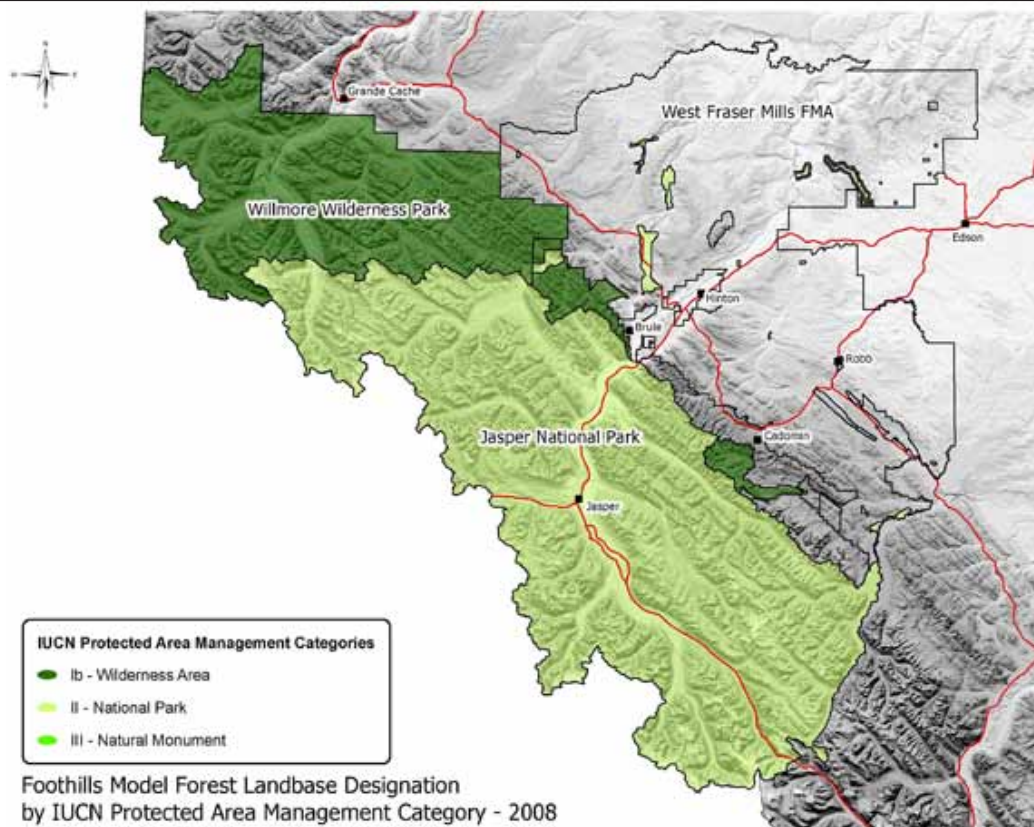 Grande Cache
West Fraser Mills FMA
Willmore Wilderness Park
Edson
Hinton
Brule
Robb
Jasper National Park
Cadomin
Jasper
IUCN Protected Area Management Categories
Ib - Wilderness Area
II - National Park
III - Natural Monument
Foothills Model Forest Landbase Designation
by IUCN Protected Area Management Category - 2008